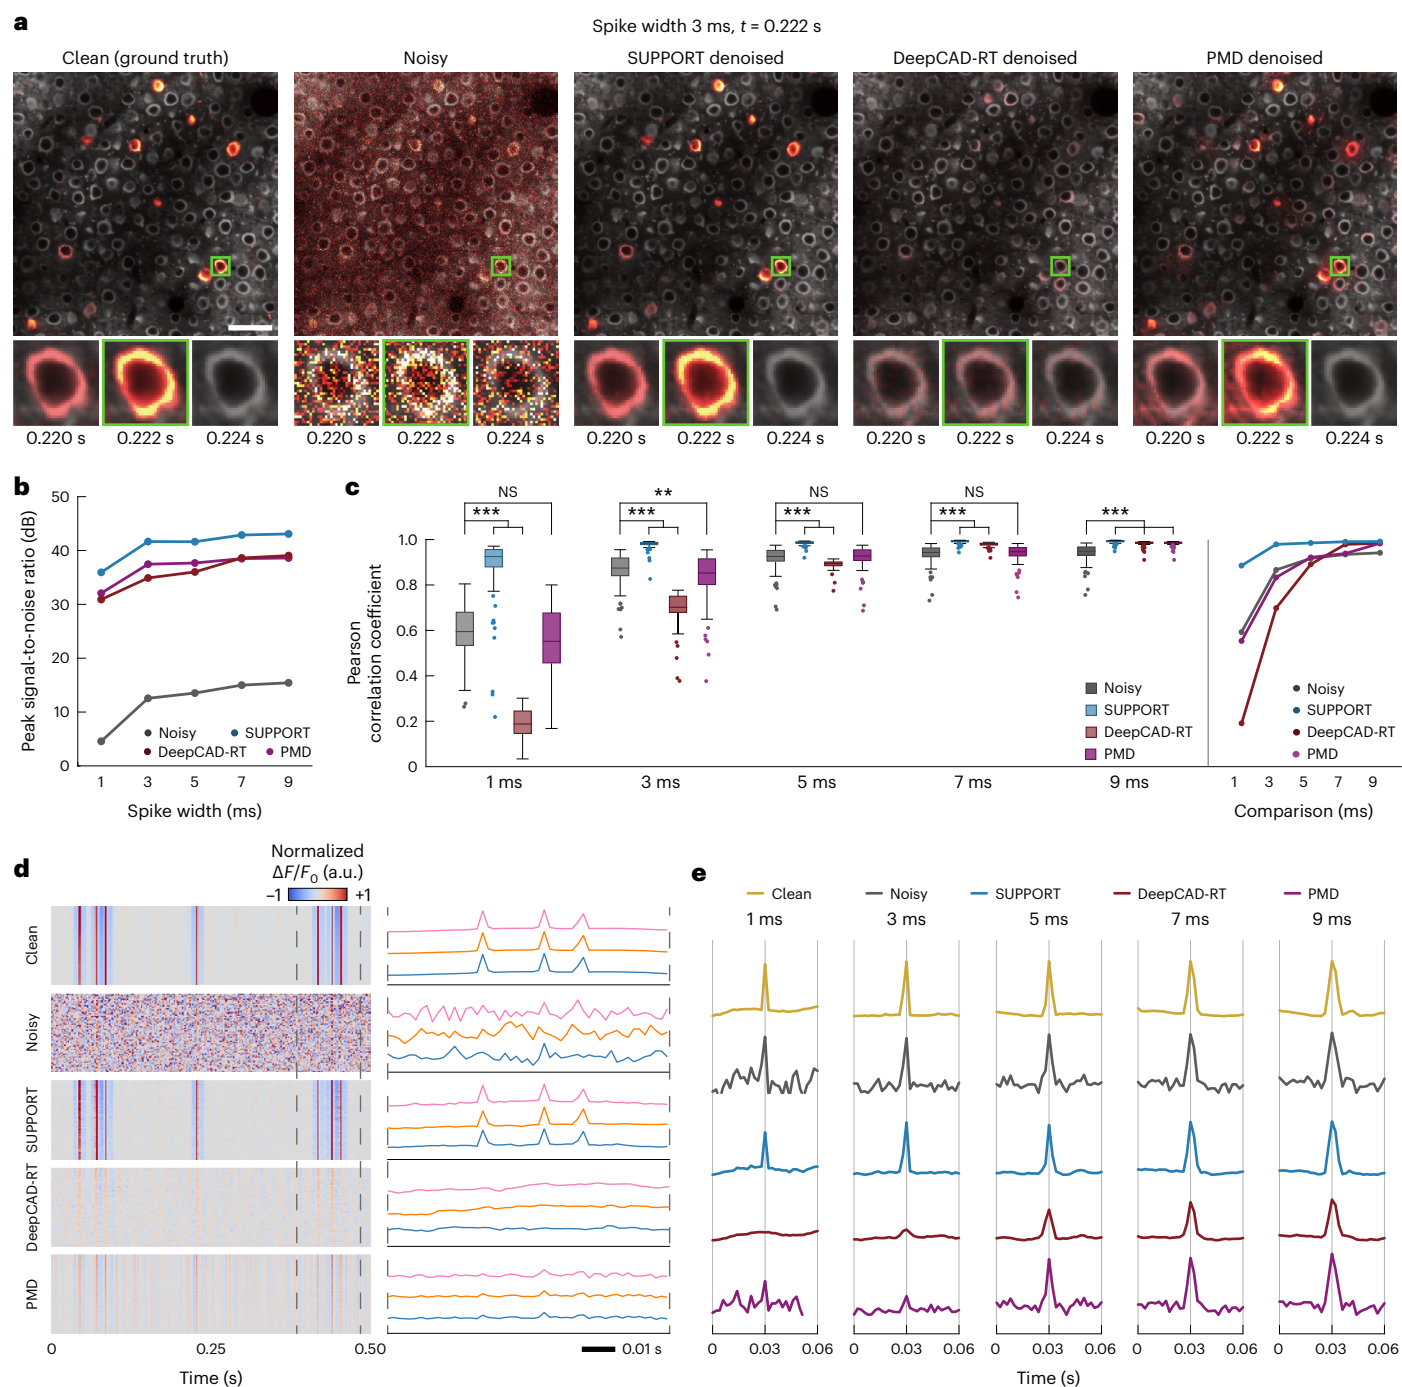 a
Spike width 3 ms, t = 0.222 s
Clean (ground truth)
Noisy
SUPPORT denoised
DeepCAD-RT denoised
PMD denoised
0.220 s 0.222 s 0.224 s
0.220 s 0.222 s 0.224 s
0.220 s 0.222 s 0.224 s
0.220 s 0.222 s 0.224 s
0.220 s 0.222 s 0.224 s
b
Peak signal-to-noise ratio (dB)
50
40
30
20
10
0
Noisy SUPPORT
DeepCAD-RT PMD
1 3 5 7 9
Spike width (ms)
c
Pearson
correlation coefficient
1.0
0.8
0.6
0.4
0.2
0
NS
***
**
***
NS
***
NS
***
***
Noisy
SUPPORT
DeepCAD-RT
PMD
1 ms 3 ms 5 ms 7 ms 9 ms
Noisy
SUPPORT
DeepCAD-RT
PMD
1 3 5 7 9
Comparison (ms)
d
Normalized
ΔF/F0 (a.u.)
–1 +1
Clean
Noisy
SUPPORT
DeepCAD-RT
PMD
0 0.25 0.50
Time (s)
0.01 s
e
Clean Noisy SUPPORT DeepCAD-RT PMD
1 ms 3 ms 5 ms 7 ms 9 ms
0 0.03 0.06 0 0.03 0.06 0 0.03 0.06 0 0.03 0.06 0 0.03 0.06
Time (s)